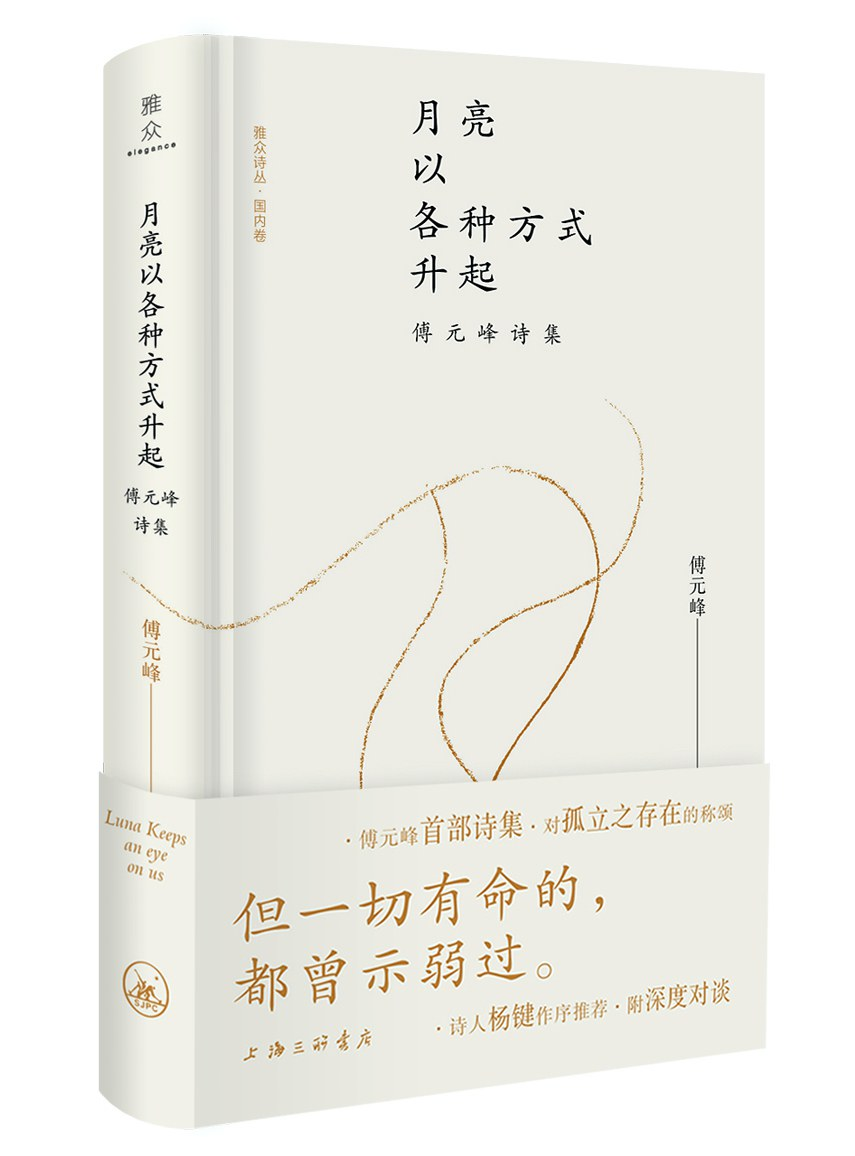 雅众
elegance
月亮以各种方式升起
傅元峰
诗集
傅元峰
Luna Keeps
an eye
on us
SJPC
雅众诗丛·国内卷
月亮
以
各种方式
升起
傅元峰诗集
傅元峰
·傅元峰首部诗集·对孤立之存在的称颂
但一切有命的，
都曾示弱过。
·诗人杨键作序推荐·附深度对谈
上海三联书店